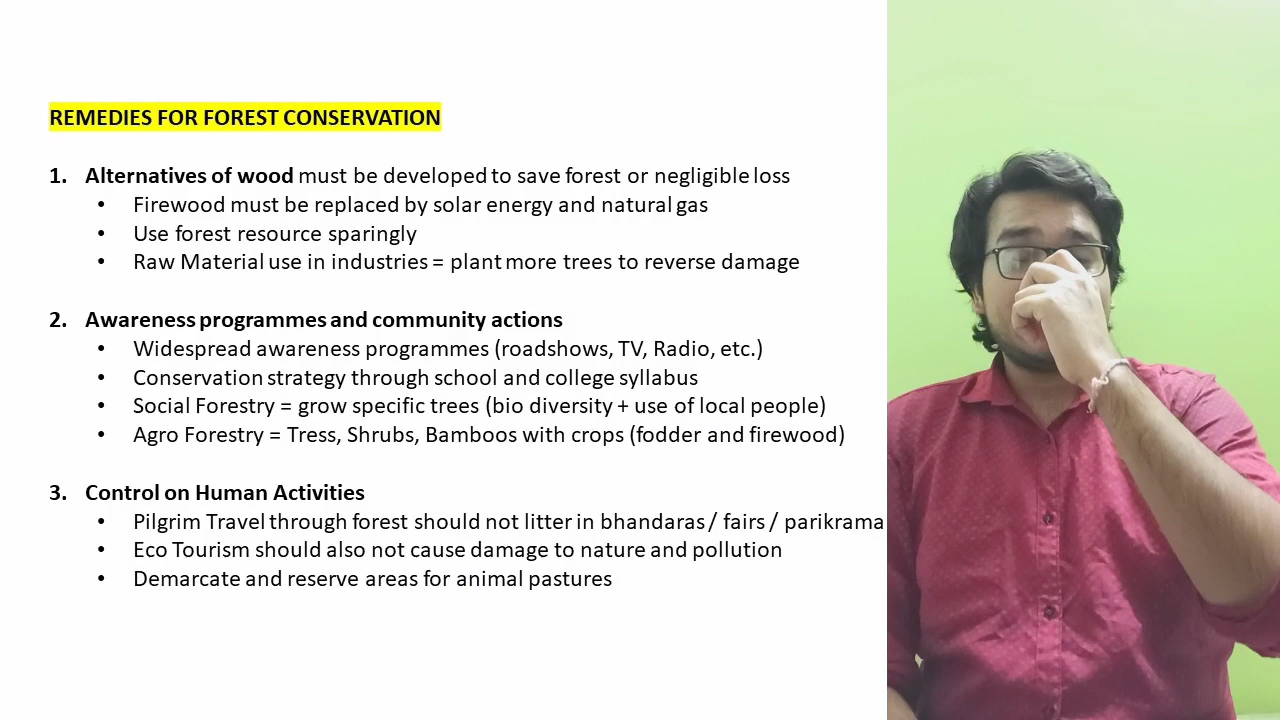 REMEDIES FOR FOREST CONSERVATION
1. Alternatives of wood must be developed to save forest or negligible loss
• Firewood must be replaced by solar energy and natural gas
• Use forest resource sparingly
• Raw Material use in industries = plant more trees to reverse damage
2. Awareness programmes and community actions
• Widespread awareness programmes (roadshows, TV, Radio, etc.)
• Conservation strategy through school and college syllabus
• Social Forestry = grow specific trees (bio diversity + use of local people)
• Agro Forestry = Tress, Shrubs, Bamboos with crops (fodder and firewood)
3. Control on Human Activities
• Pilgrim Travel through forest should not litter in bhandaras / fairs / parikrama
• Eco Tourism should also not cause damage to nature and pollution
• Demarcate and reserve areas for animal pastures